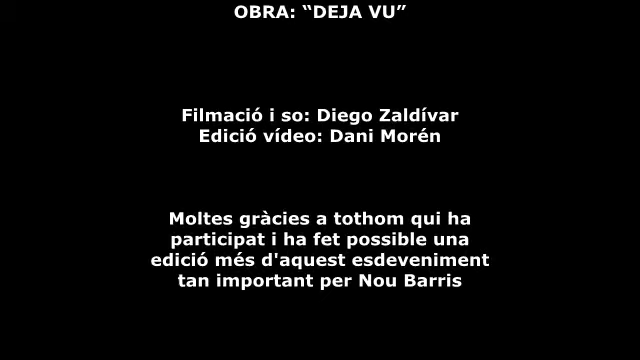 OBRA: “DEJA VU”
Filmació i so: Diego Zaldívar
Edició vídeo: Dani Morén
Moltes gràcies a tothom qui ha
participat i ha fet possible una
edició més d'aquest esdeveniment
tan important per Nou Barris